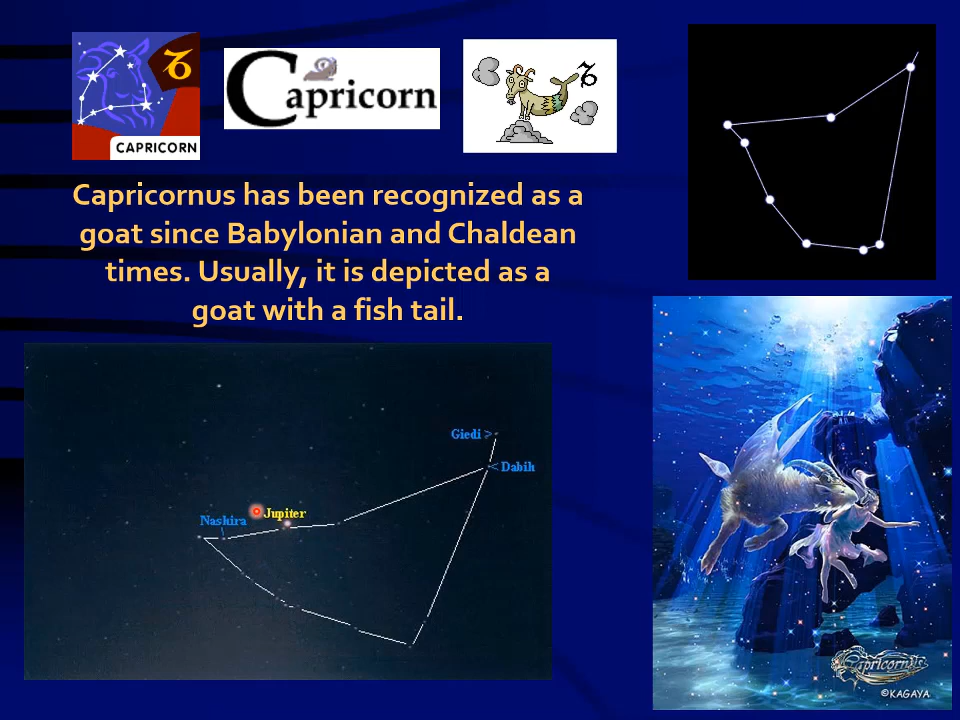 CAPRICORN
Capricorn
Capricornus has been recognized as a
goat since Babylonian and Chaldean
times. Usually, it is depicted as a
goat with a fish tail.
Giedi >
< Dabih
Jupiter
Nashira
Capricornus
©KAGAYA